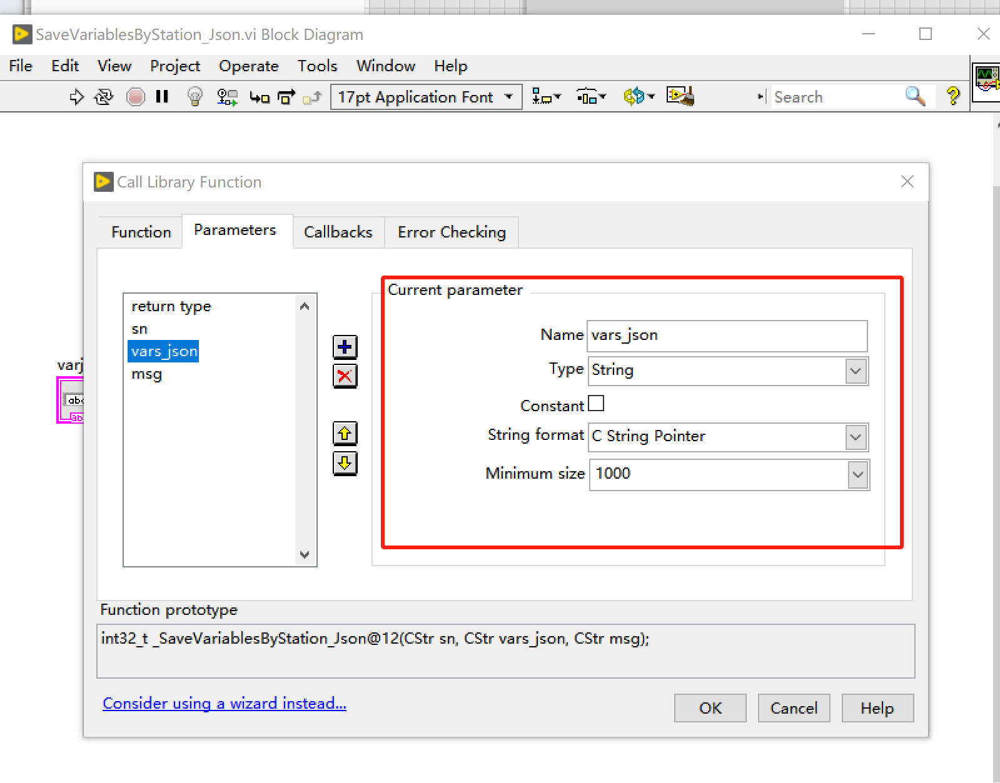 SaveVariablesByStation_Json.vi Block Diagram
File Edit View Project Operate Tools Window Help
17pt Application Font
Search
Call Library Function
Function Parameters Callbacks Error Checking
Current parameter
return type
sn
vars_json
msg
Name vars_json
Type String
Constant
String format C String Pointer
Minimum size 1000
varj
abc
ab
Function prototype
int32_t _SaveVariablesByStation_Json@12(CStr sn, CStr vars_json, CStr msg);
Consider using a wizard instead...
OK Cancel Help